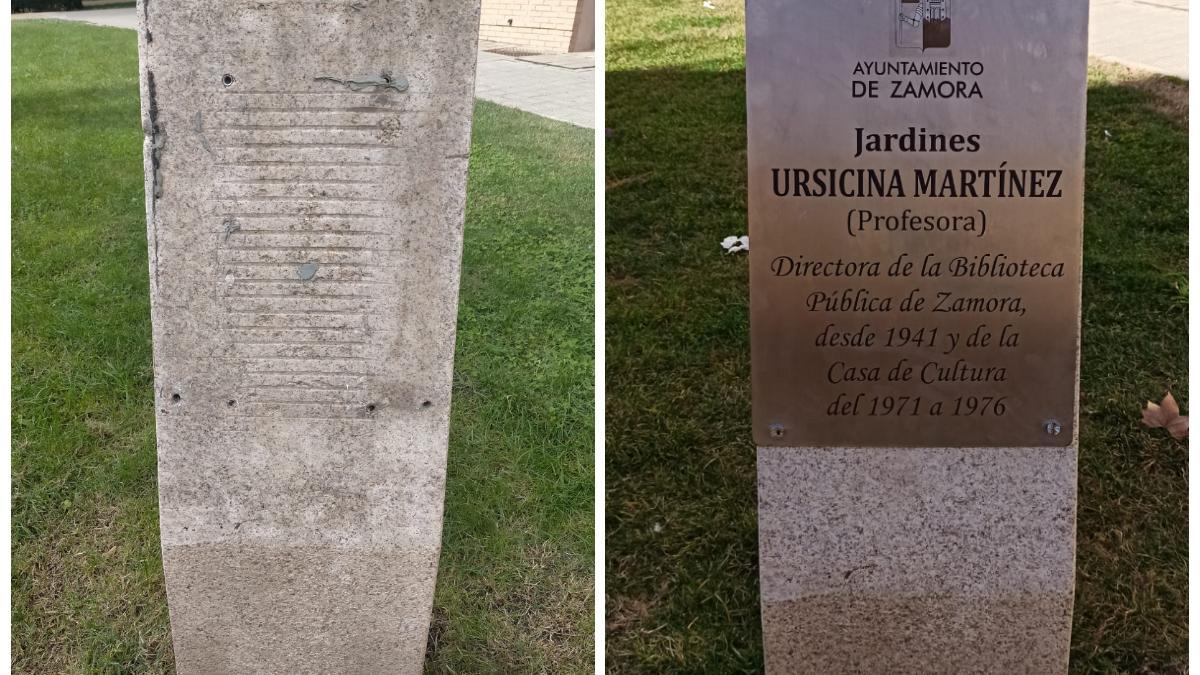 AYUNTAMIENTO
DE ZAMORA
Jardines
URSICINA MARTÍNEZ
(Profesora)
Directora de la Biblioteca
Pública de Zamora,
desde 1941 y de la
Casa de Cultura
del 1971 a 1976